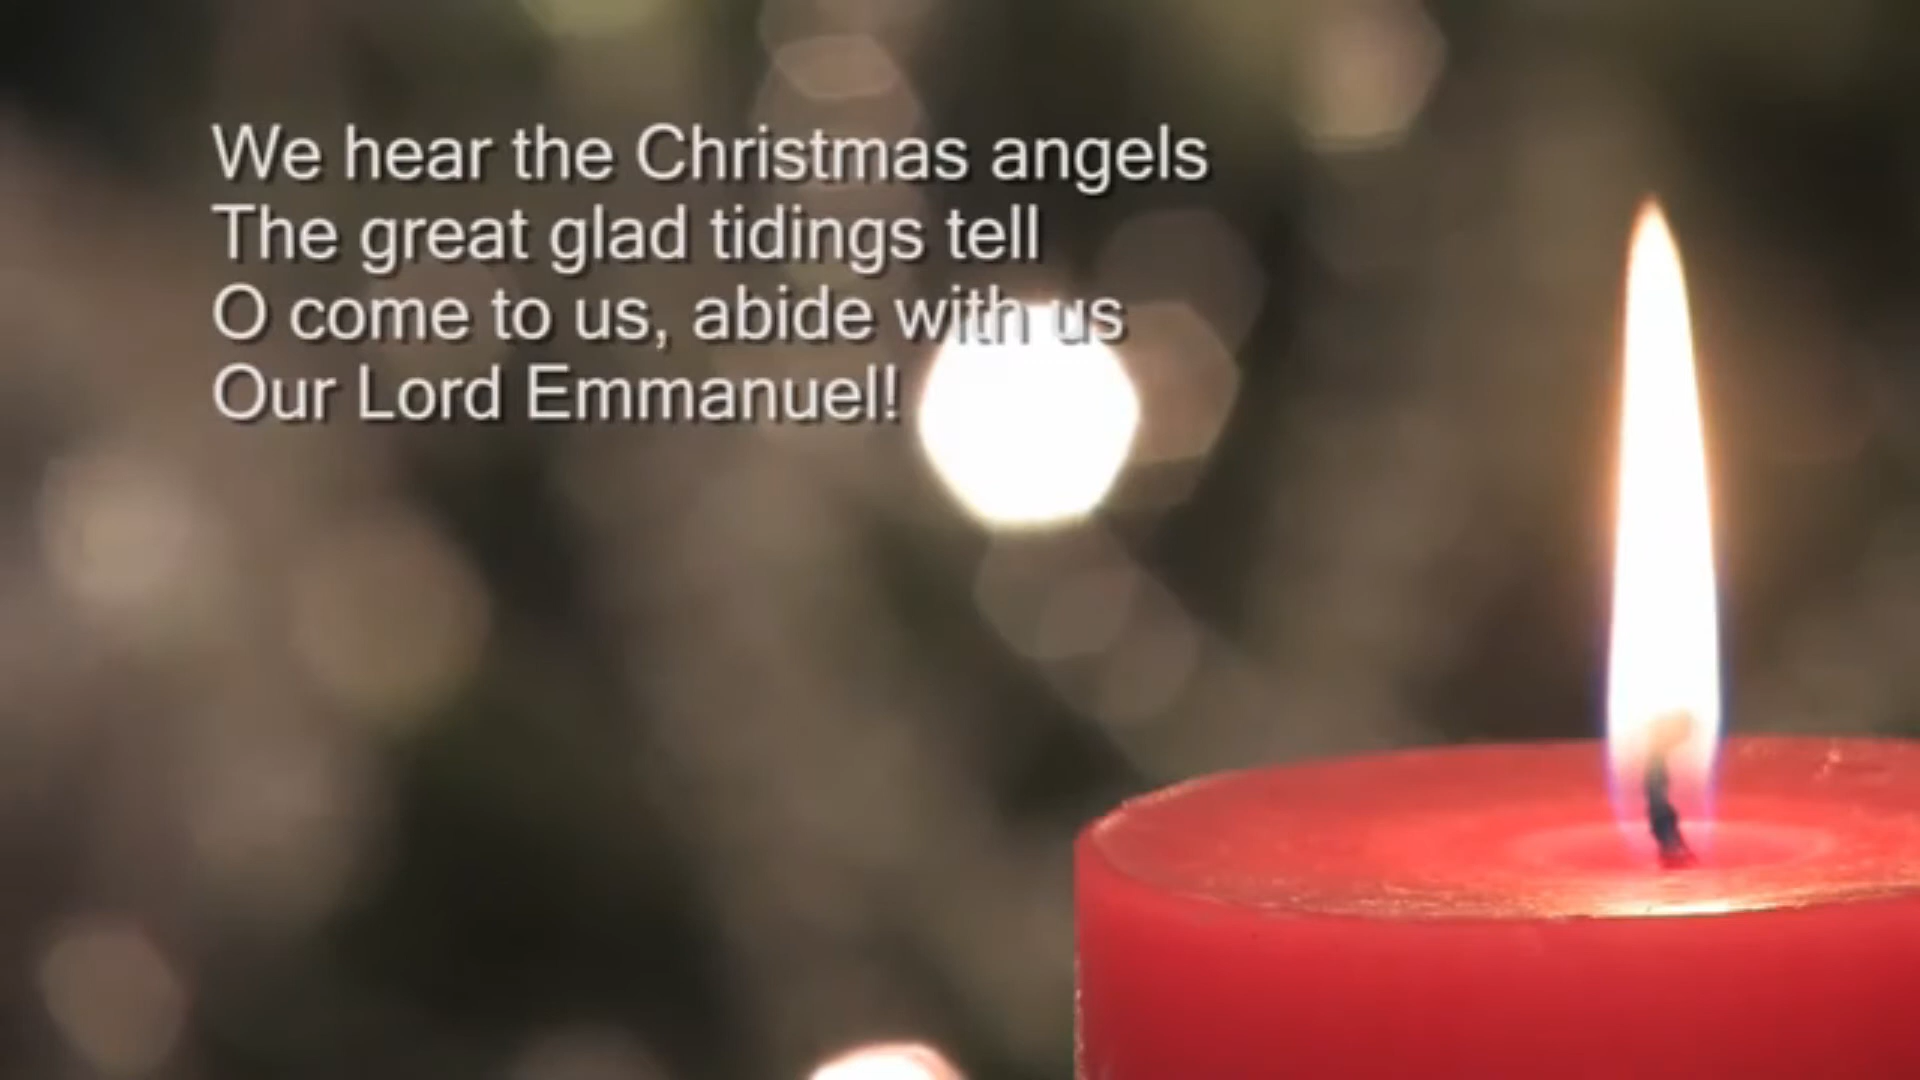 We hear the Christmas angels
The great glad tidings tell
O come to us, abide with us
Our Lord Emmanuel!